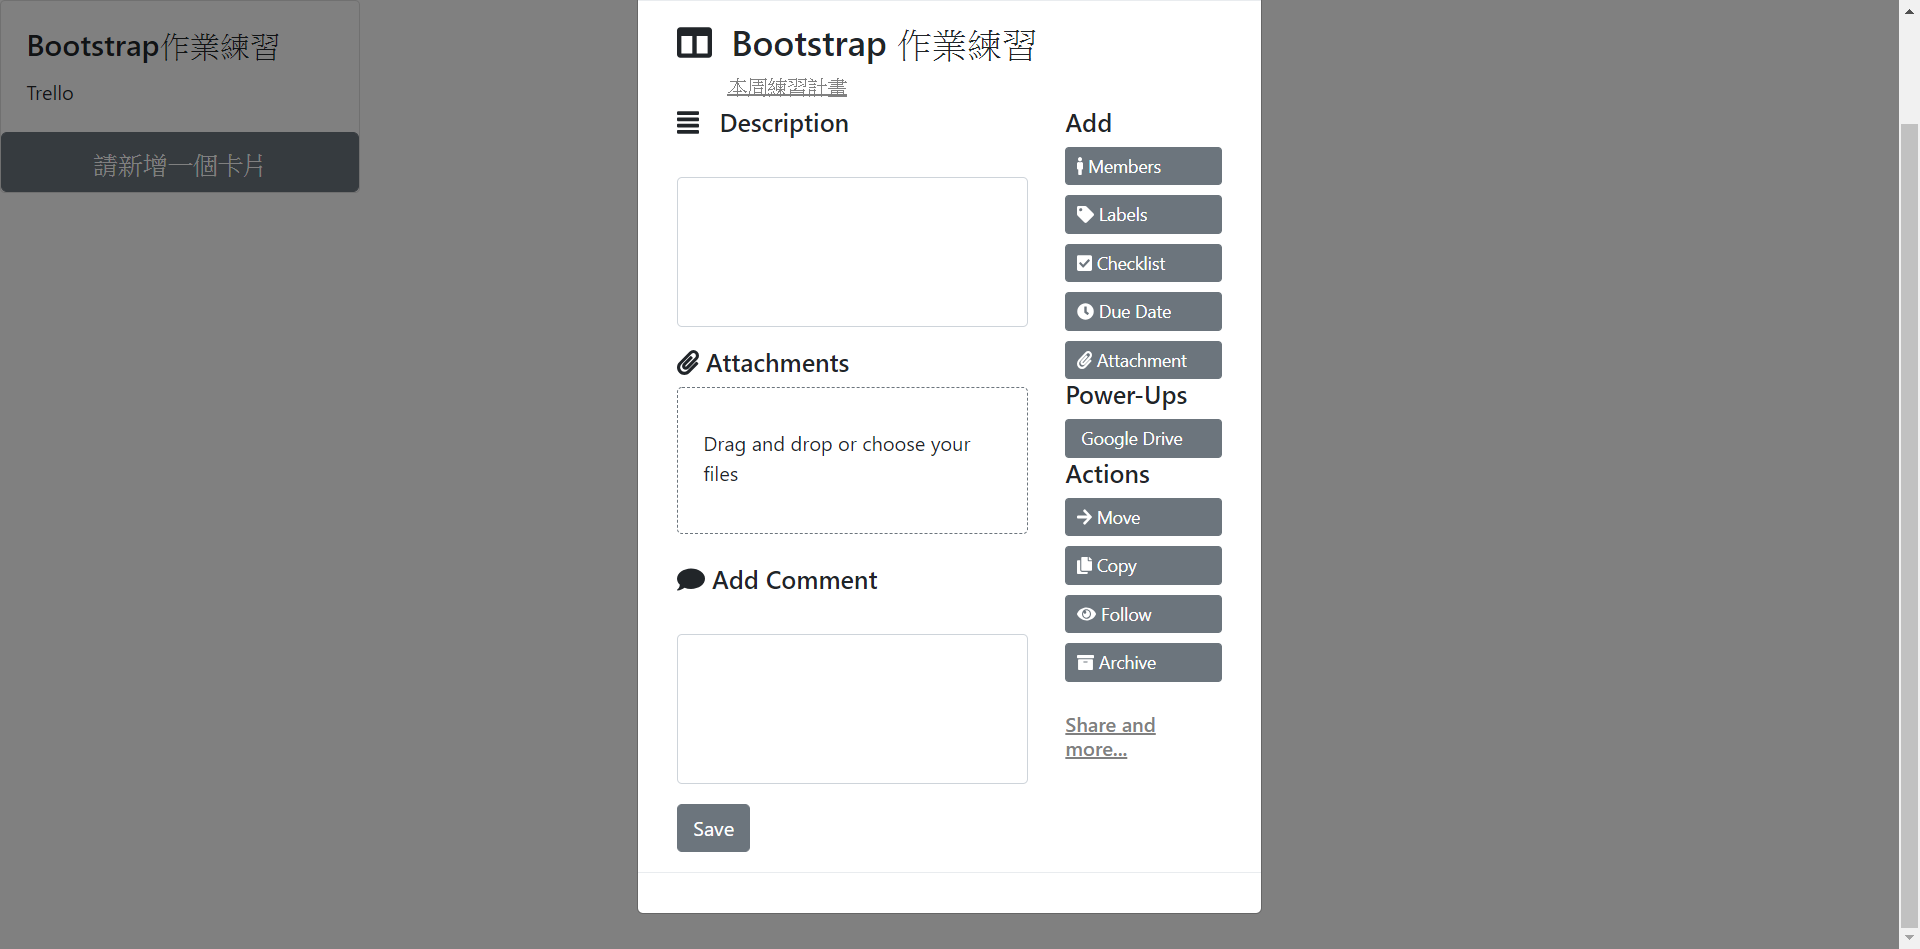 Bootstrap作業練習
Trello
請新增一個卡片
Bootstrap 作業練習
本周練習計畫
Description
Attachments
Drag and drop or choose your
files
Add Comment
Save
Add
Members
Labels
Checklist
Due Date
Attachment
Power-Ups
Google Drive
Actions
Move
Copy
Follow
Archive
Share and
more...